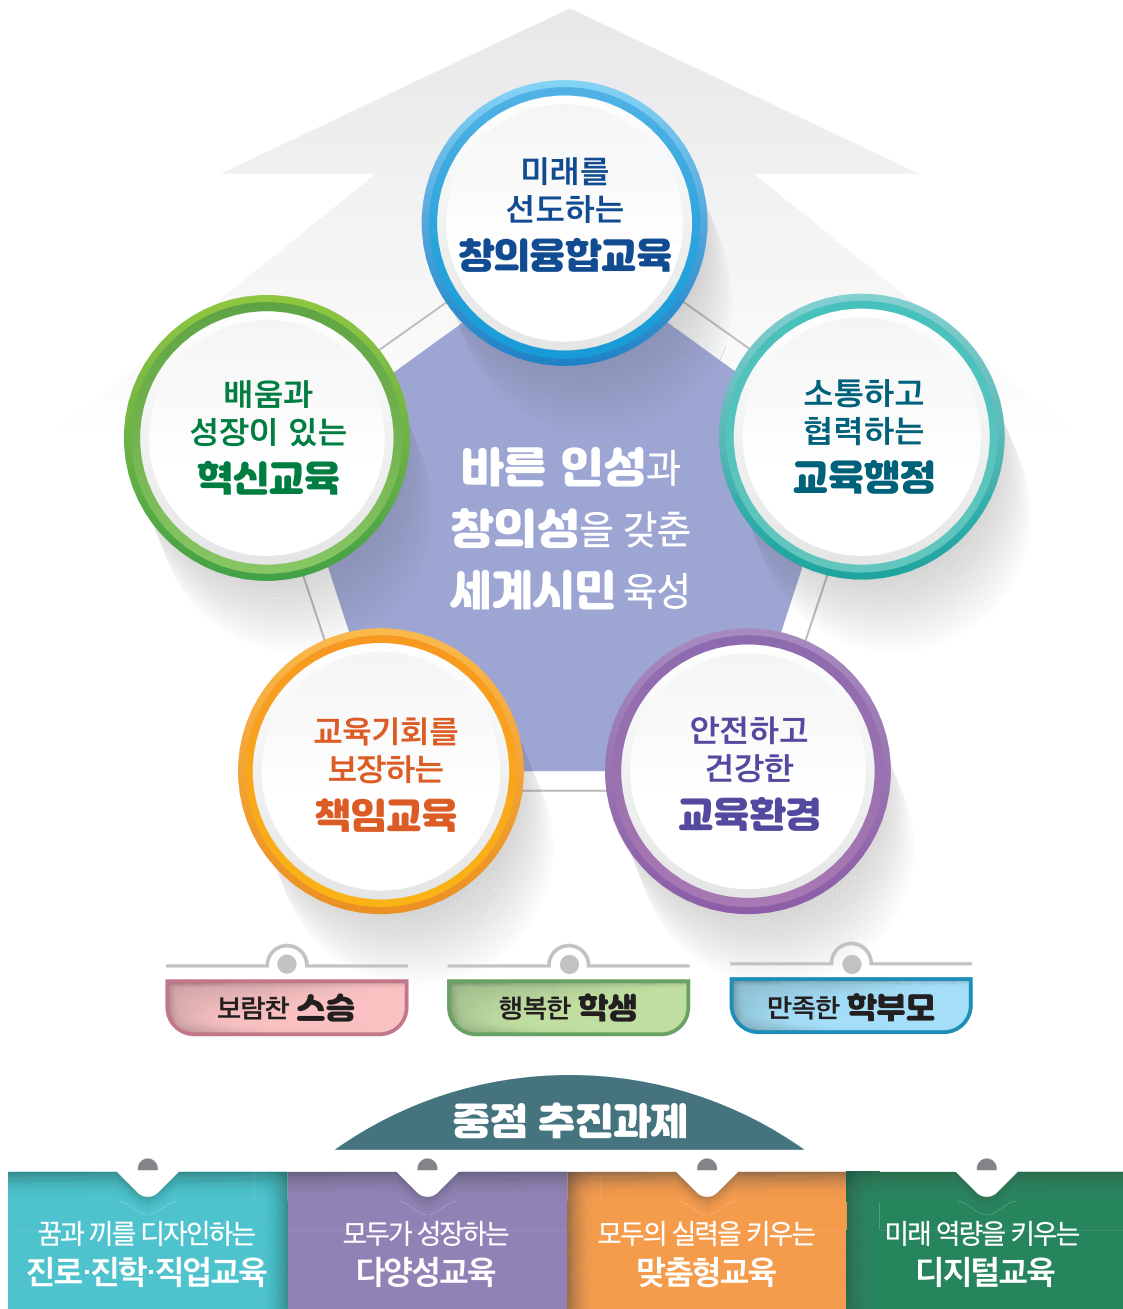 미래를
선도하는
창의융합교육
배움과
성장이 있는
혁신교육
소통하고
협력하는
교육행정
바른 인성과
창의성을 갖춘
세계시민 육성
교육기회를
보장하는
책임교육
안전하고
건강한
교육환경
보람찬 스승
행복한 학생
만족한 학부모
중점 추진과제
꿈과 끼를 디자인하는
진로·진학·직업교육
모두가 성장하는
다양성교육
모두의 실력을 키우는
맞춤형교육
미래 역량을 키우는
디지털교육